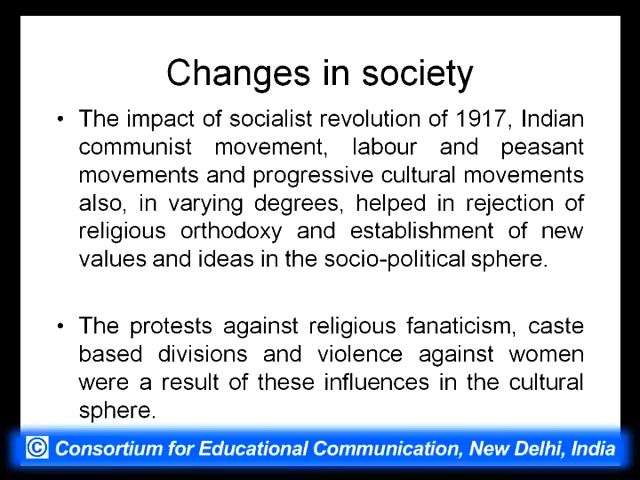 Changes in society
• The impact of socialist revolution of 1917, Indian
communist movement, labour and peasant
movements and progressive cultural movements
also, in varying degrees, helped in rejection of
religious orthodoxy and establishment of new
values and ideas in the socio-political sphere.
• The protests against religious fanaticism, caste
based divisions and violence against women
were a result of these influences in the cultural
sphere.
© Consortium for Educational Communication, New Delhi, India